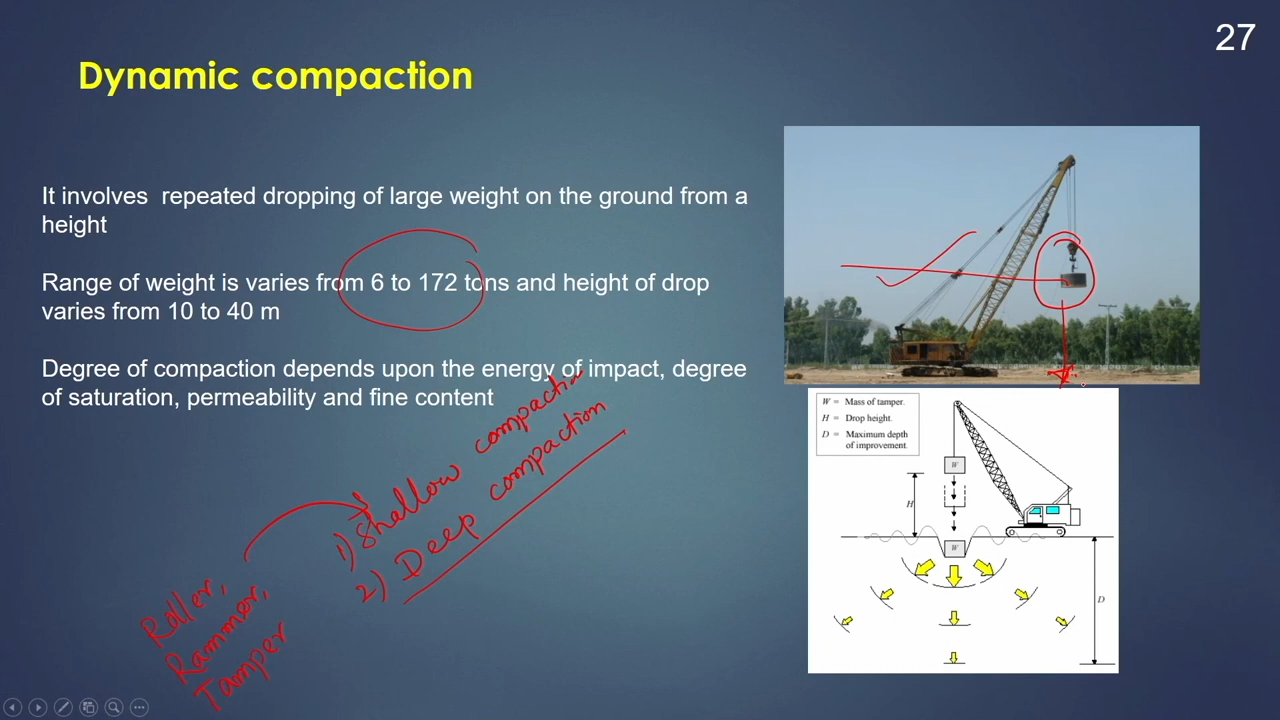 27
Dynamic compaction
It involves repeated dropping of large weight on the ground from a
height
Range of weight is varies from 6 to 172 tons and height of drop
varies from 10 to 40 m
Degree of compaction depends upon the energy of impact, degree
of saturation, permeability and fine content
1) Shallow compaction
2) Deep compaction
Roller,
Rammer,
Tamper
W = Mass of tamper.
H = Drop height.
D = Maximum depth
of improvement.
W
H
W
D